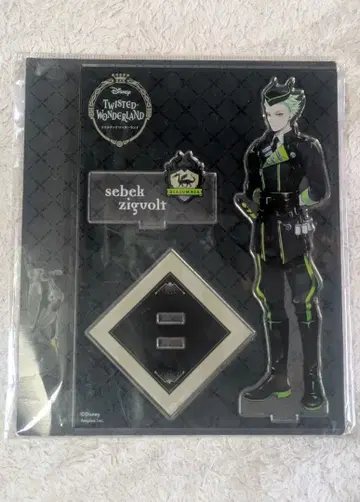 Disney
TWISTED-
WONDERLAND
sebek
zigvolt
DIASOMNIA
©Disney